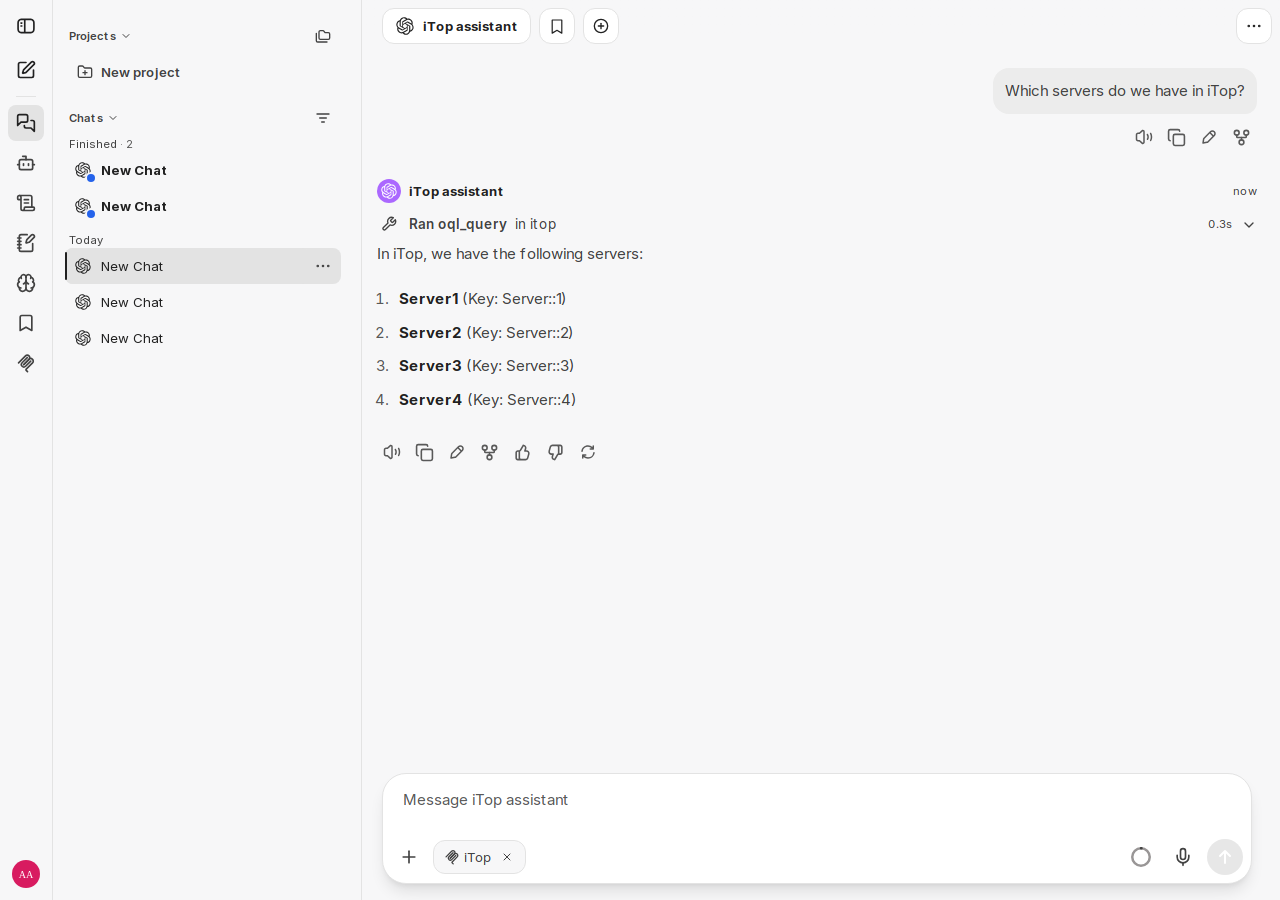 iTop assistant
Projects
New project
Chats
Finished · 2
New Chat
New Chat
Today
New Chat
New Chat
New Chat
Which servers do we have in iTop?
iTop assistant
now
Ran oql_query in itop
0.3s
In iTop, we have the following servers:
1. Server1 (Key: Server::1)
2. Server2 (Key: Server::2)
3. Server3 (Key: Server::3)
4. Server4 (Key: Server::4)
Message iTop assistant
iTop
AA